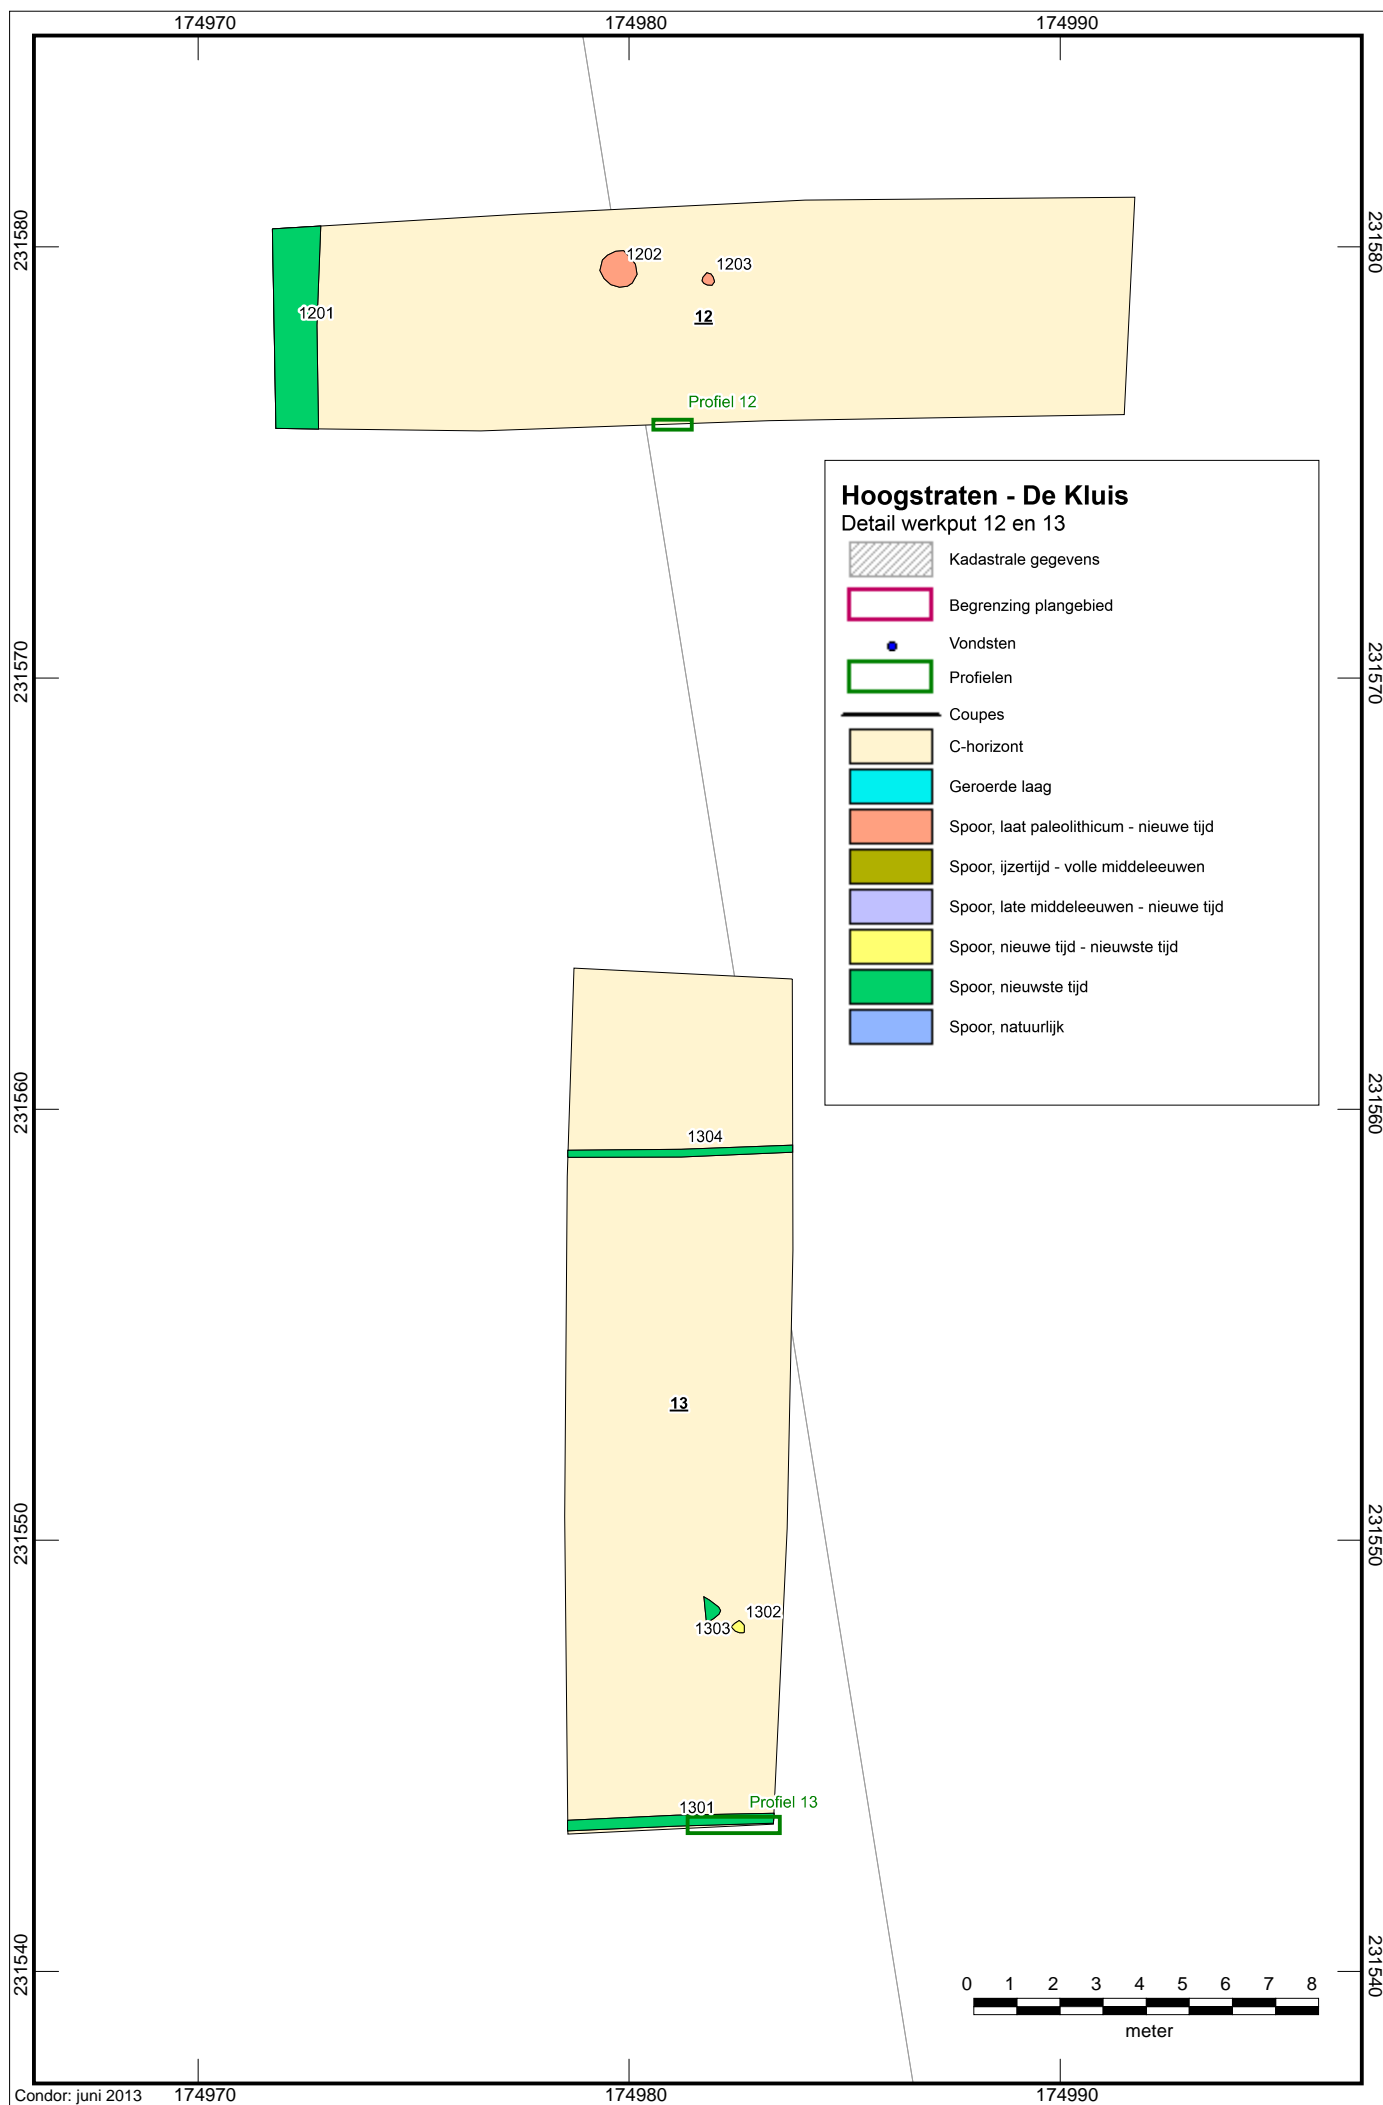 174970
174980
174990
231580
231580
1202
1203
1201
12
Profiel 12
Hoogstraten - De Kluis
Detail werkput 12 en 13
Kadastrale gegevens
Begrenzing plangebied
Vondsten
Profielen
Coupes
C-horizont
Geroerde laag
Spoor, laat paleolithicum - nieuwe tijd
Spoor, ijzertijd - volle middeleeuwen
Spoor, late middeleeuwen - nieuwe tijd
Spoor, nieuwe tijd - nieuwste tijd
Spoor, nieuwste tijd
Spoor, natuurlijk
231570
231570
231560
231560
1304
13
231550
231550
1302
1303
1301
Profiel 13
231540
231540
0 1 2 3 4 5 6 7 8
meter
Condor: juni 2013
174970
174980
174990